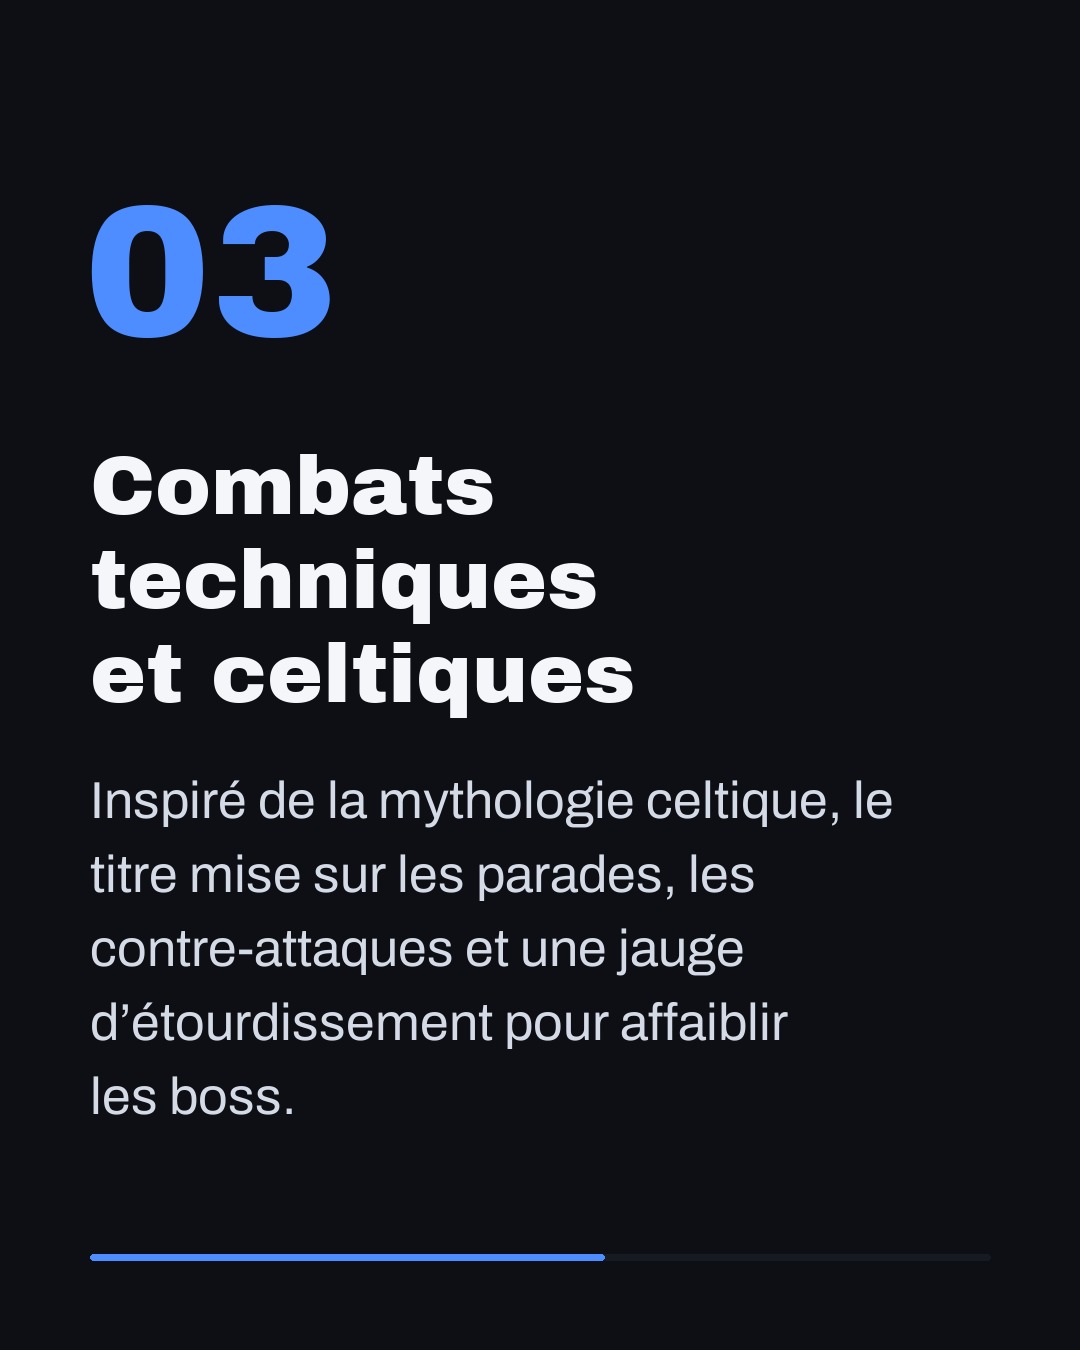 03
Combats
techniques
et celtiques
Inspiré de la mythologie celtique, le
titre mise sur les parades, les
contre-attaques et une jauge
d’étourdissement pour affaiblir
les boss.